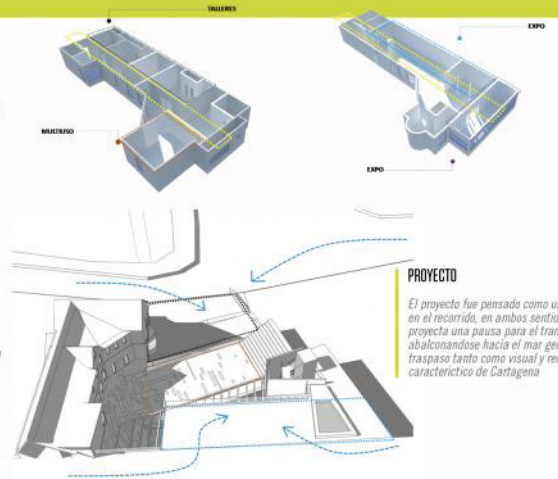 TALLERES
EXPO
MULTIUSO
EXPO
PROYECTO
El proyecto fue pensado como u
en el recorrido, en ambos sentid
proyecta una pausa para el tran
abalconandose hacia el mar ge
traspaso tanto como visual y re
caracterictico de Cartagena